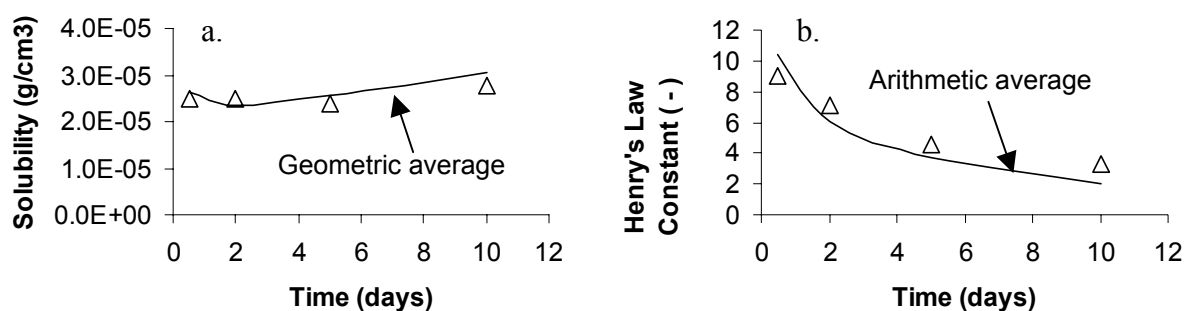 a.
Solubility (g/cm3)
4.0E-05
3.0E-05
2.0E-05
1.0E-05
0.0E+00
Geometric average
0 2 4 6 8 10 12
Time (days)
b.
Henry's Law
Constant ( - )
12
10
8
6
4
2
0
Arithmetic average
0 2 4 6 8 10 12
Time (days)